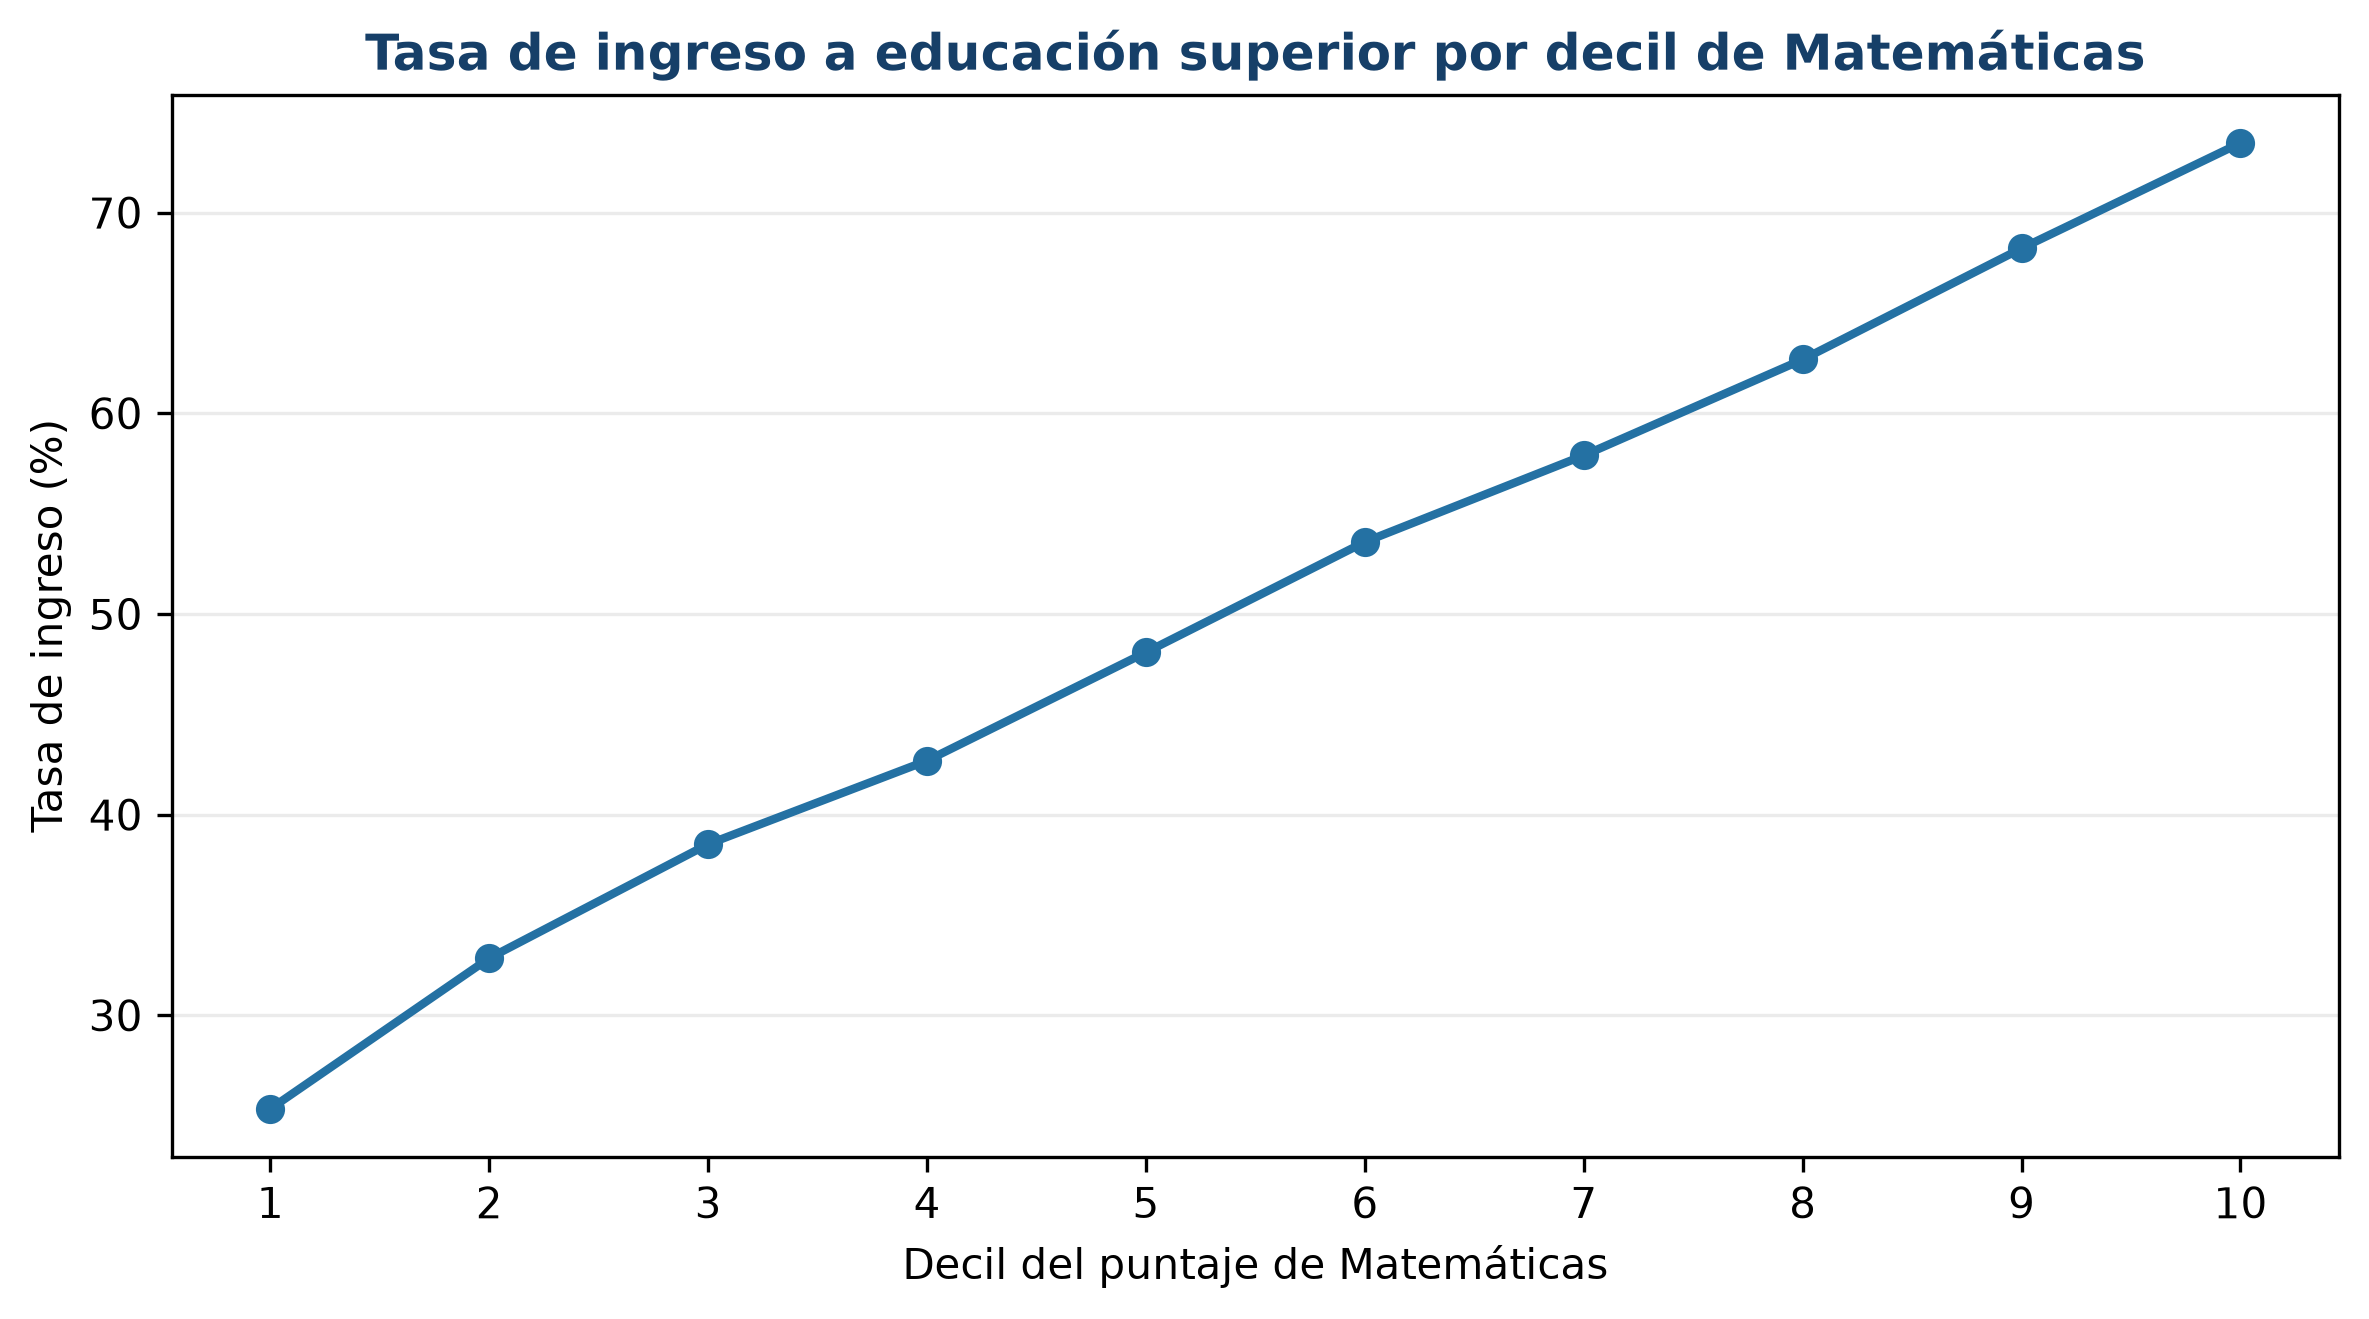 Tasa de ingreso a educación superior por decil de Matemáticas
Tasa de ingreso (%)
70
60
50
40
30
1 2 3 4 5 6 7 8 9 10
Decil del puntaje de Matemáticas